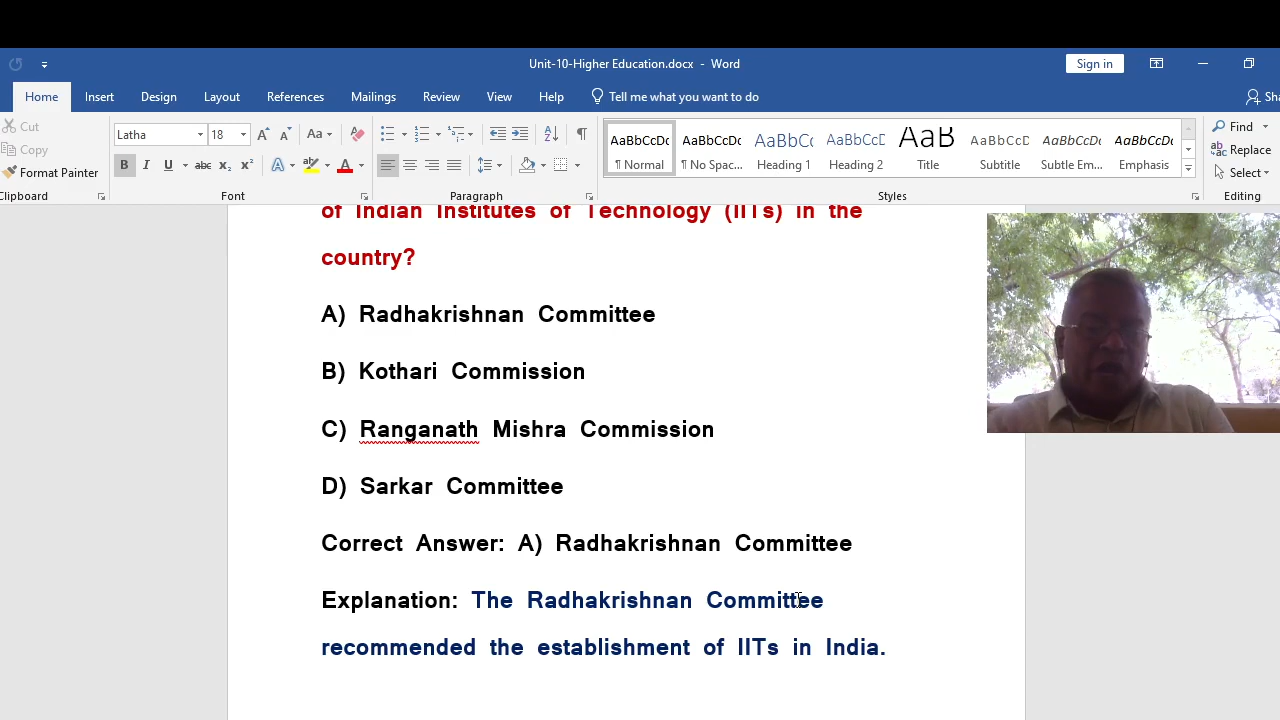 Unit-10-Higher Education.docx - Word
Sign in
Home Insert Design Layout References Mailings Review View Help Tell me what you want to do
Cut
Copy
Format Painter
Clipboard
Latha 18
Font
Paragraph
AaBbCcDc AaBbCcDc AaBbC AaBbCcD AaB AaBbCcD AaBbCcDc AaBbCcDc
¶ Normal ¶ No Spac... Heading 1 Heading 2 Title Subtitle Subtle Em... Emphasis
Styles
Find
Replace
Select
Editing
of Indian Institutes of Technology (IITs) in the
country?
A) Radhakrishnan Committee
B) Kothari Commission
C) Ranganath Mishra Commission
D) Sarkar Committee
Correct Answer: A) Radhakrishnan Committee
Explanation: The Radhakrishnan Committee
recommended the establishment of IITs in India.